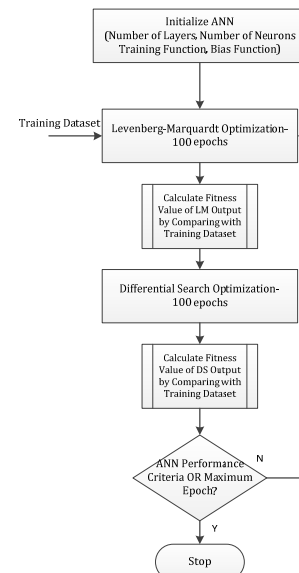 Initialize ANN
(Number of Layers, Number of Neurons
Training Function, Bias Function)
Training Dataset
Levenberg-Marquardt Optimization-
100 epochs
Calculate Fitness
Value of LM Output
by Comparing with
Training Dataset
Differential Search Optimization-
100 epochs
Calculate Fitness
Value of DS Output
by Comparing with
Training Dataset
ANN Performance
Criteria OR Maximum
Epoch?
N
Y
Stop